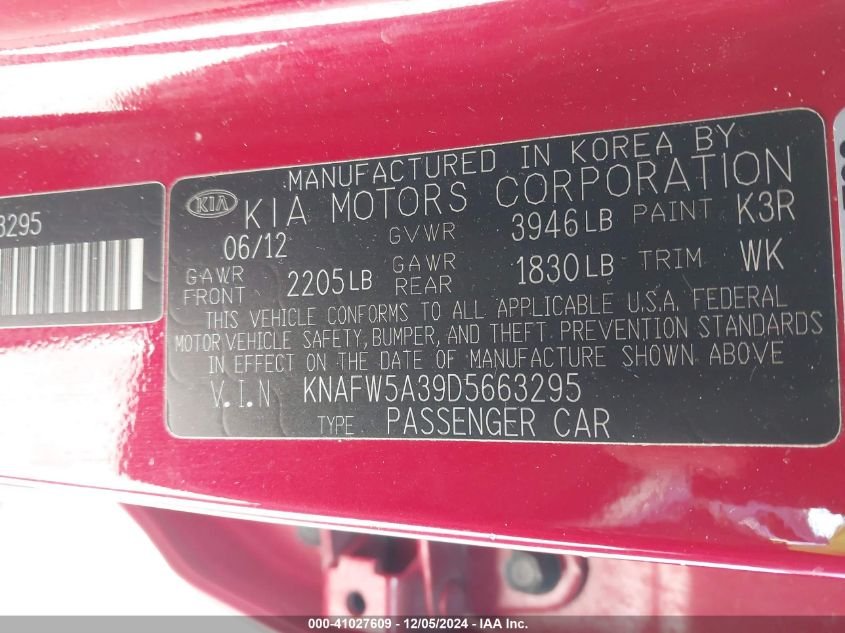 3295
MANUFACTURED IN KOREA BY
KIA KIA MOTORS CORPORATION
06/12 GVWR 3946LB PAINT K3R
GAWR FRONT 2205LB GAWR REAR 1830LB TRIM WK
THIS VEHICLE CONFORMS TO ALL APPLICABLE U.S.A. FEDERAL
MOTOR VEHICLE SAFETY, BUMPER, AND THEFT PREVENTION STANDARDS
IN EFFECT ON THE DATE OF MANUFACTURE SHOWN ABOVE
V.I.N KNAFW5A39D5663295
TYPE PASSENGER CAR
000-41027609 - 12/05/2024 - IAA Inc.